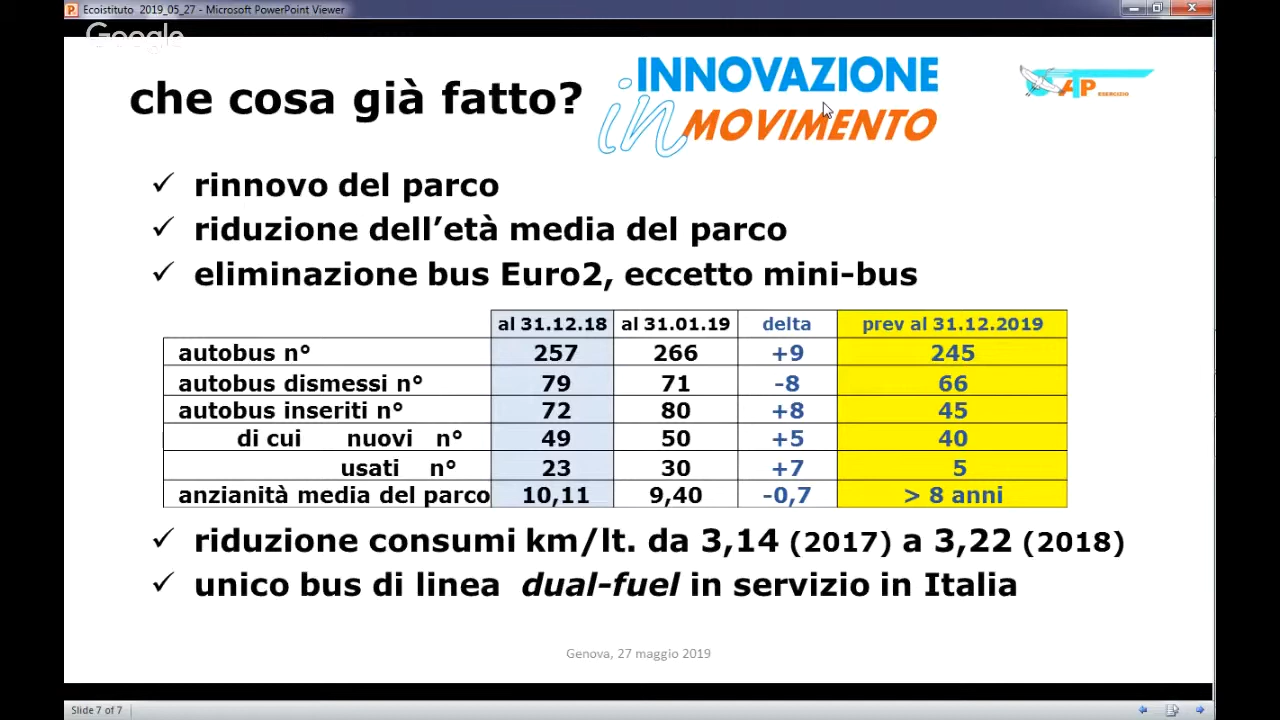 Ecoistituto 2019_05_27 - Microsoft PowerPoint Viewer
Google
che cosa già fatto?
INNOVAZIONE
in MOVIMENTO
ATP ESERCIZIO
✓ rinnovo del parco
✓ riduzione dell’età media del parco
✓ eliminazione bus Euro2, eccetto mini-bus
al 31.12.18 al 31.01.19 delta prev al 31.12.2019
autobus n° 257 266 +9 245
autobus dismessi n° 79 71 -8 66
autobus inseriti n° 72 80 +8 45
di cui nuovi n° 49 50 +5 40
usati n° 23 30 +7 5
anzianità media del parco 10,11 9,40 -0,7 > 8 anni
✓ riduzione consumi km/lt. da 3,14 (2017) a 3,22 (2018)
✓ unico bus di linea dual-fuel in servizio in Italia
Genova, 27 maggio 2019
Slide 7 of 7